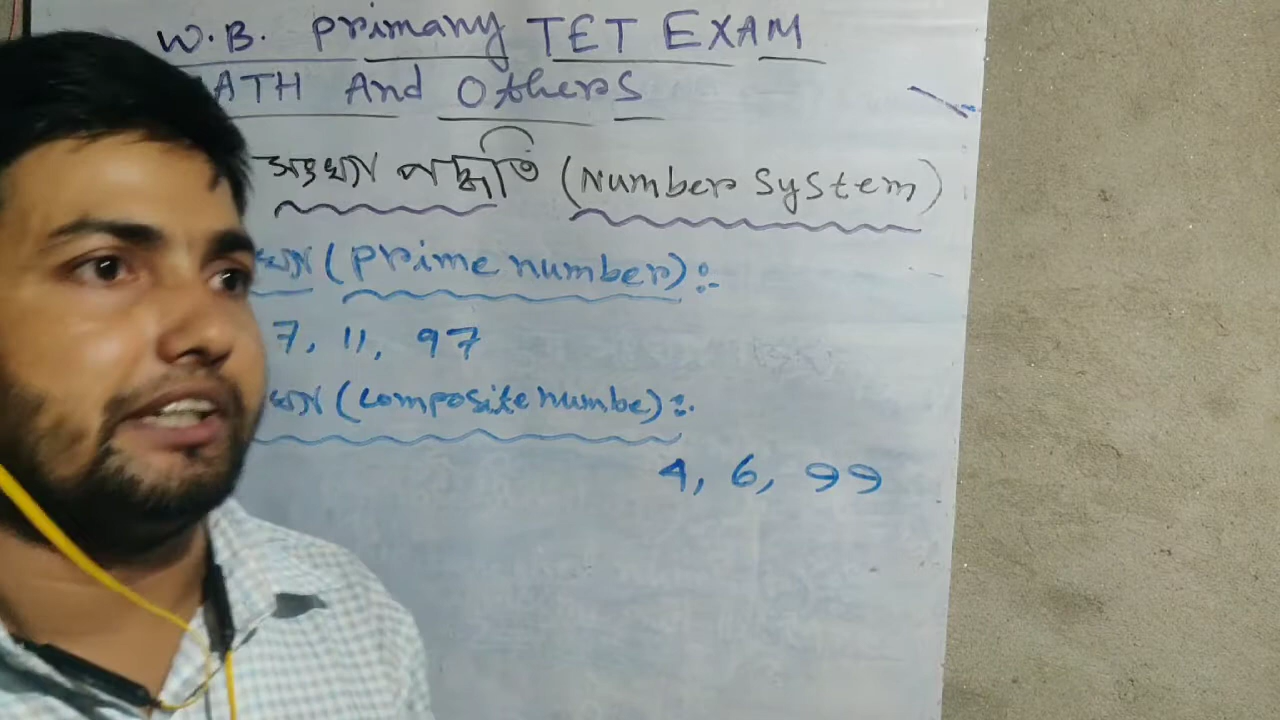 W.B. Primary TET EXAM
ATH And Others
সংখ্যা পদ্ধতি (Number System)
খ্যা (Prime number):-
7, 11, 97
খ্যা (Composite numbe):-
4, 6, 99